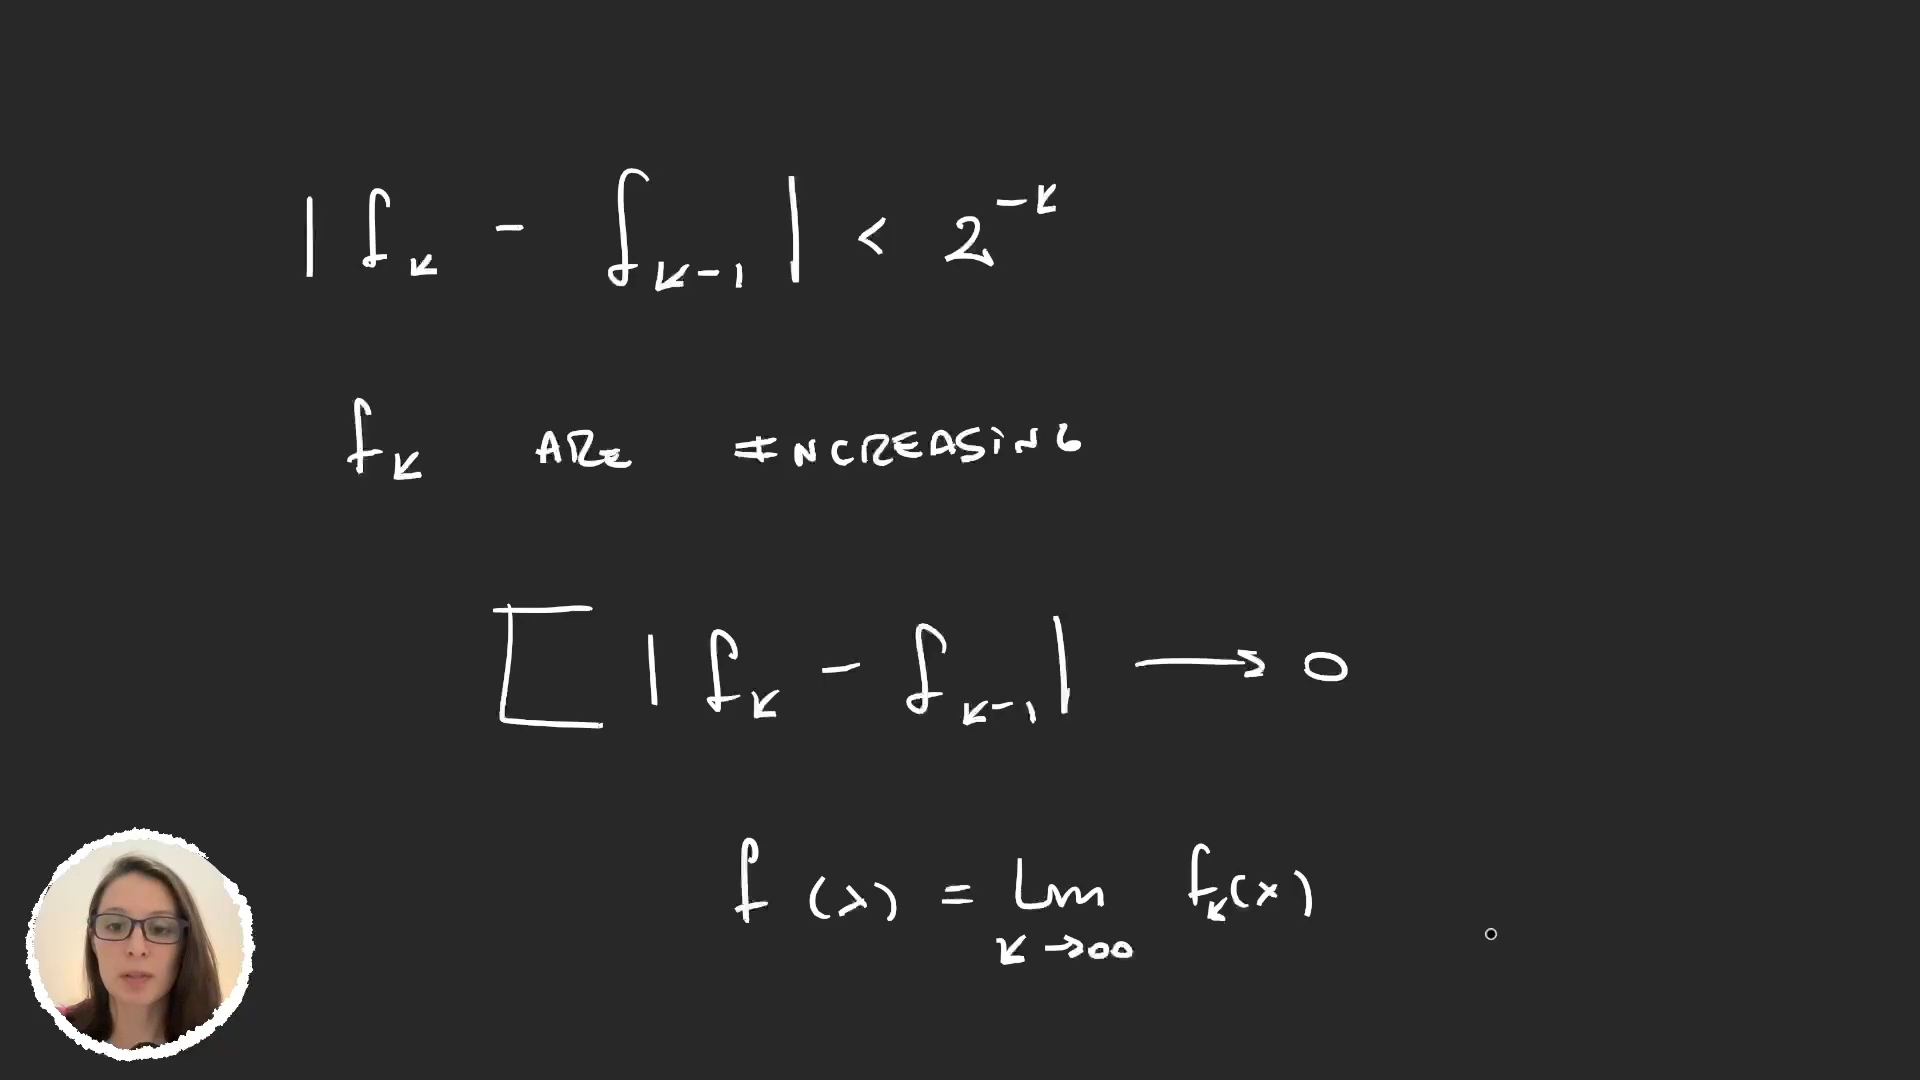 | f_k - f_{k-1} | < 2^{-k}
f_k ARE INCREASING
Σ | f_k - f_{k-1} | → 0
f(x) = Lim_{k→∞} f_k(x)